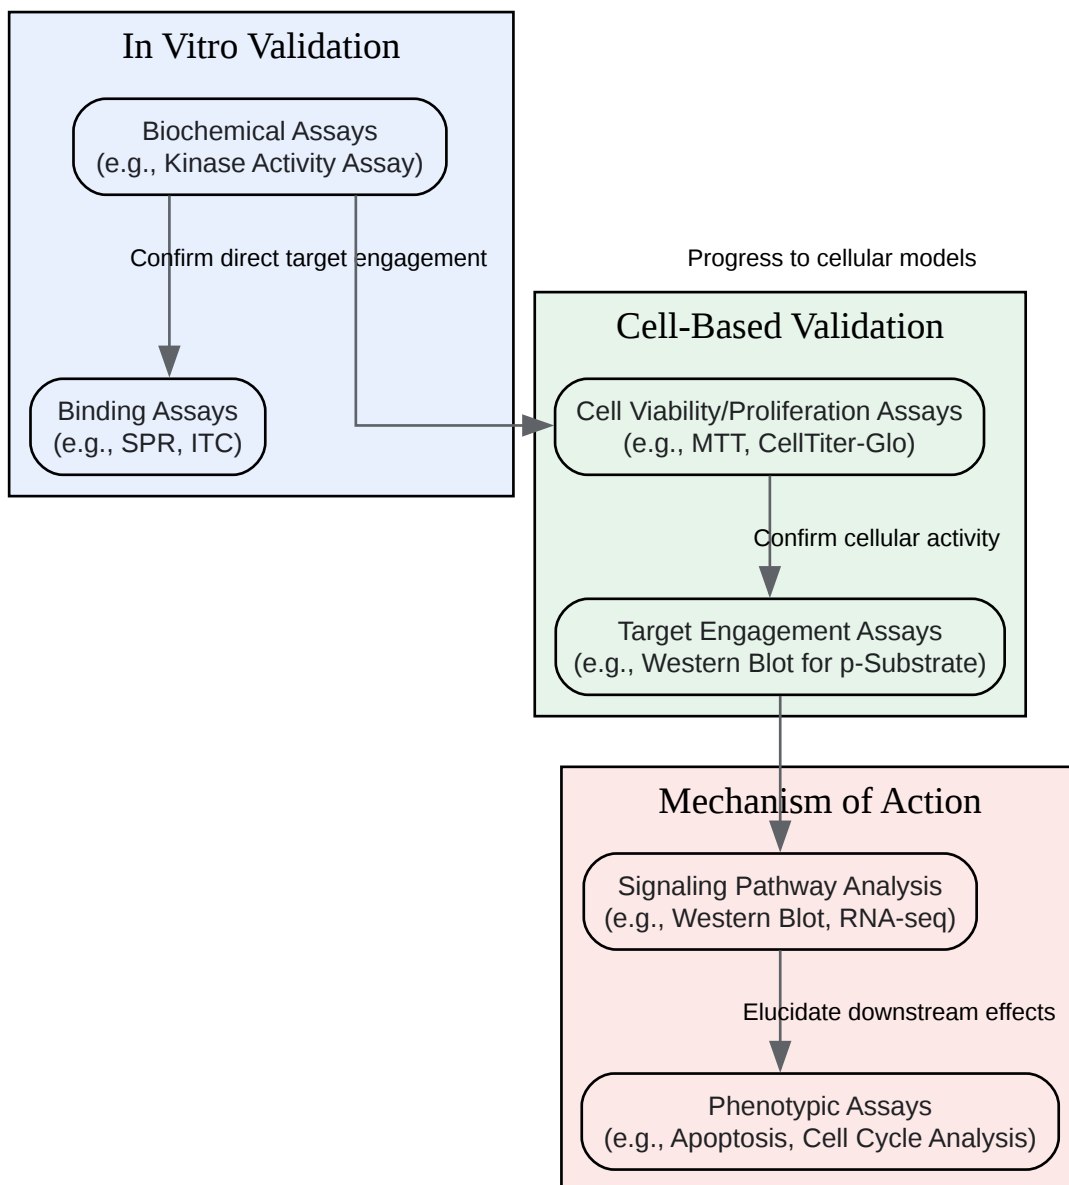 In Vitro Validation
Biochemical Assays
(e.g., Kinase Activity Assay)
Confirm direct target engagement
Progress to cellular models
Binding Assays
(e.g., SPR, ITC)
Cell-Based Validation
Cell Viability/Proliferation Assays
(e.g., MTT, CellTiter-Glo)
Confirm cellular activity
Target Engagement Assays
(e.g., Western Blot for p-Substrate)
Mechanism of Action
Signaling Pathway Analysis
(e.g., Western Blot, RNA-seq)
Elucidate downstream effects
Phenotypic Assays
(e.g., Apoptosis, Cell Cycle Analysis)